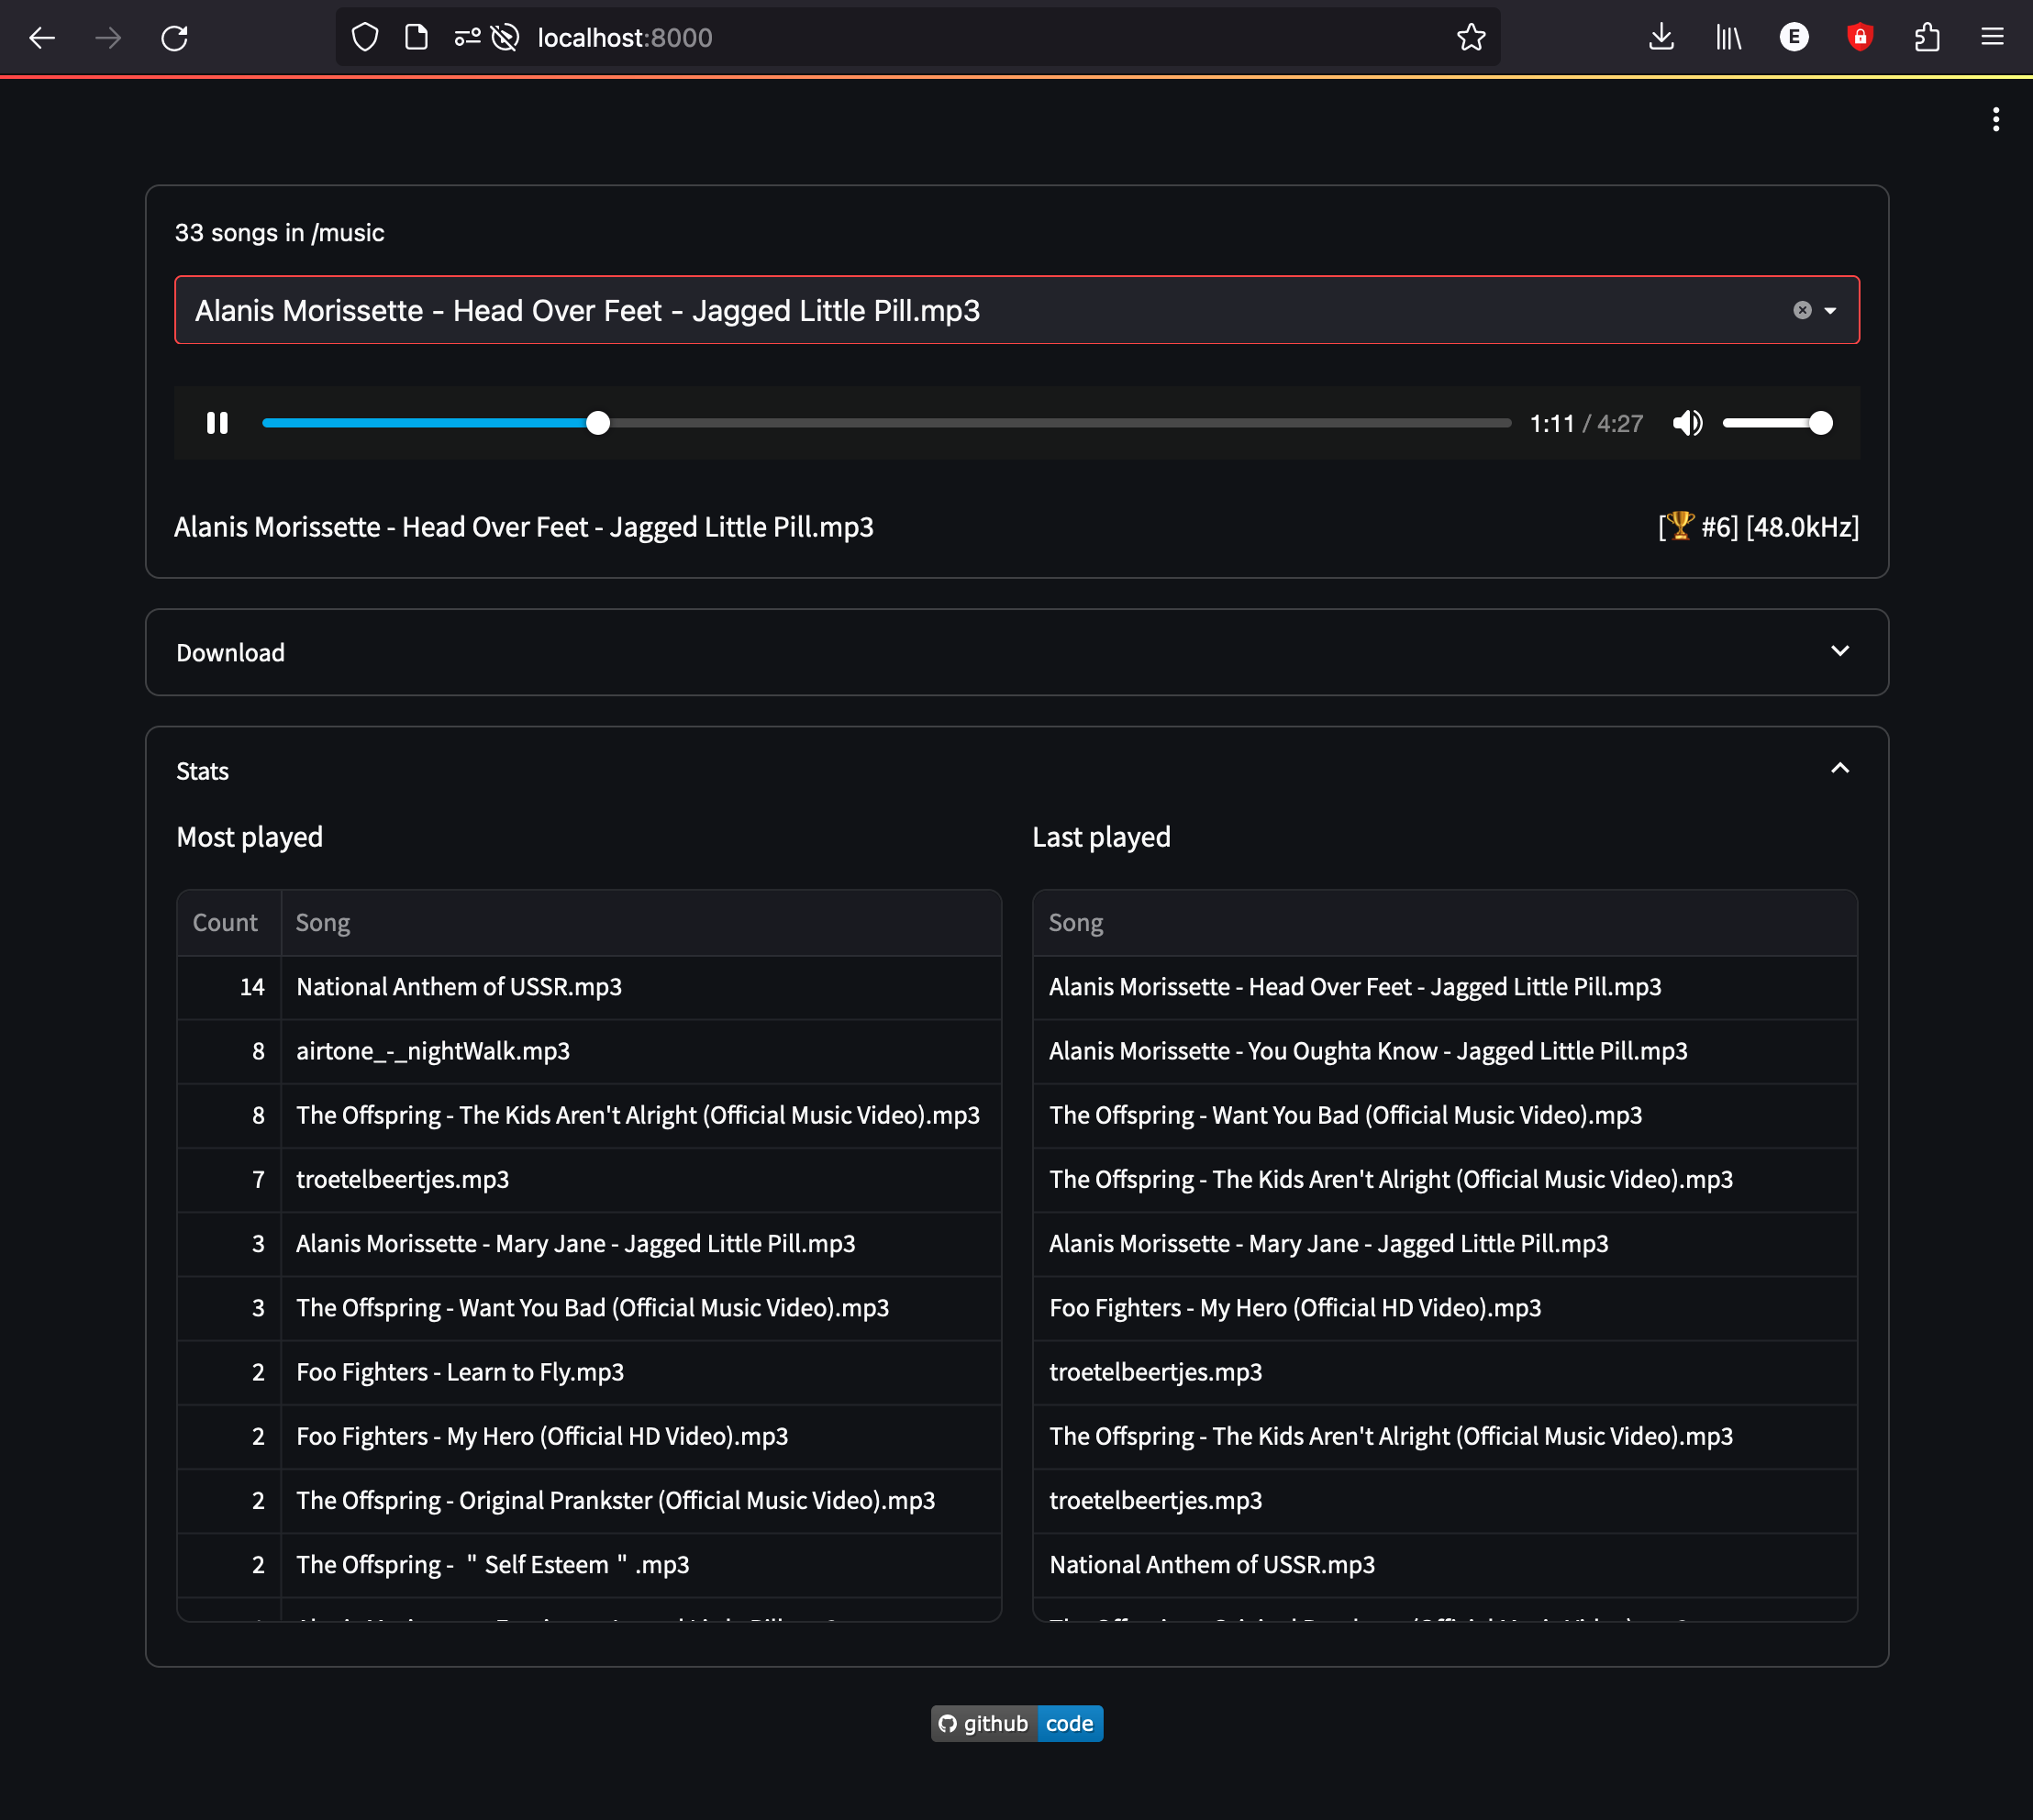 localhost:8000
E
33 songs in /music
Alanis Morissette - Head Over Feet - Jagged Little Pill.mp3
1:11 / 4:27
Alanis Morissette - Head Over Feet - Jagged Little Pill.mp3 [🏆 #6] [48.0kHz]
Download
Stats
Most played
Count Song
14 National Anthem of USSR.mp3
8 airtone_-_nightWalk.mp3
8 The Offspring - The Kids Aren't Alright (Official Music Video).mp3
7 troetelbeertjes.mp3
3 Alanis Morissette - Mary Jane - Jagged Little Pill.mp3
3 The Offspring - Want You Bad (Official Music Video).mp3
2 Foo Fighters - Learn to Fly.mp3
2 Foo Fighters - My Hero (Official HD Video).mp3
2 The Offspring - Original Prankster (Official Music Video).mp3
2 The Offspring - ＂Self Esteem＂.mp3
Last played
Song
Alanis Morissette - Head Over Feet - Jagged Little Pill.mp3
Alanis Morissette - You Oughta Know - Jagged Little Pill.mp3
The Offspring - Want You Bad (Official Music Video).mp3
The Offspring - The Kids Aren't Alright (Official Music Video).mp3
Alanis Morissette - Mary Jane - Jagged Little Pill.mp3
Foo Fighters - My Hero (Official HD Video).mp3
troetelbeertjes.mp3
The Offspring - The Kids Aren't Alright (Official Music Video).mp3
troetelbeertjes.mp3
National Anthem of USSR.mp3
github code